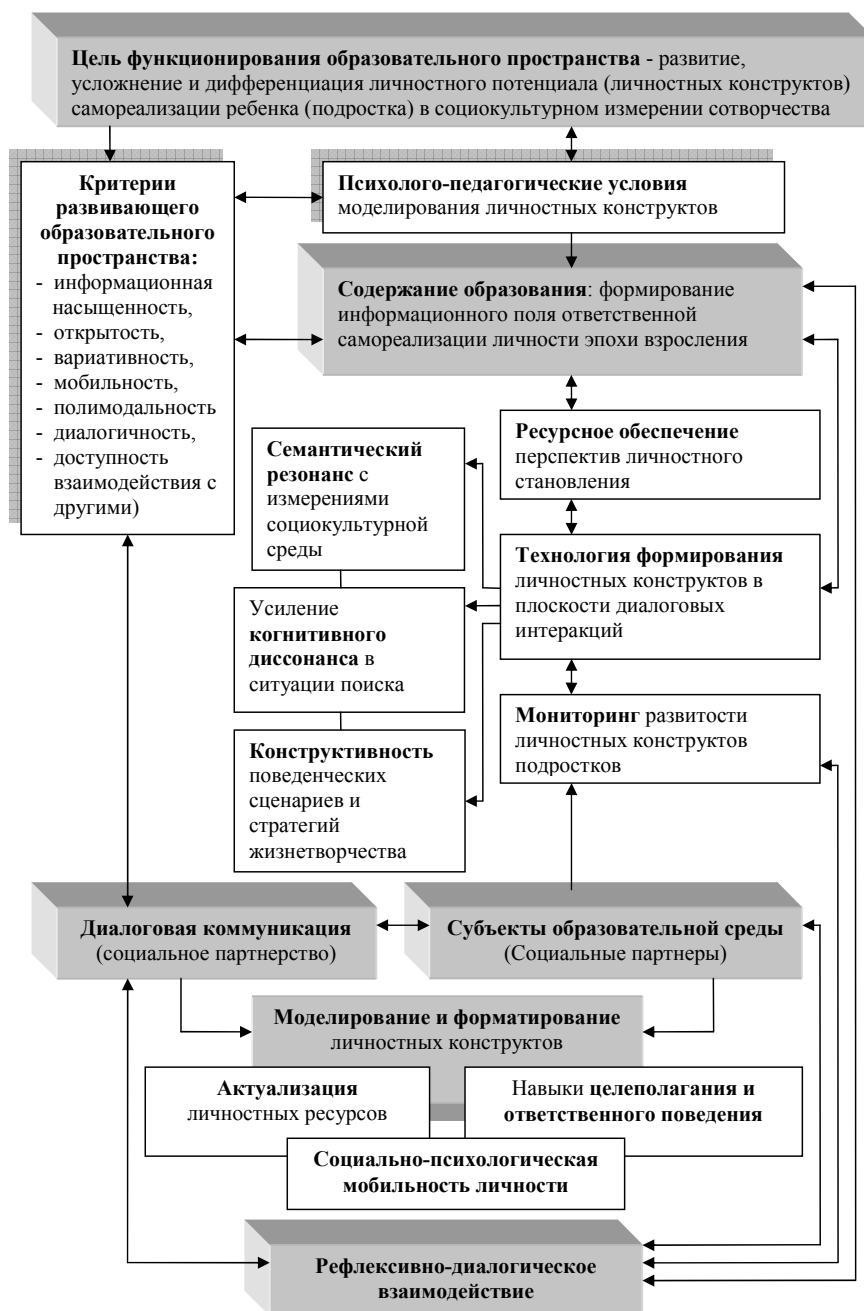 Цель функционирования образовательного пространства - развитие,
усложнение и дифференциация личностного потенциала (личностных конструктов)
самореализации ребенка (подростка) в социокультурном измерении сотворчества
Критерии
развивающего
образовательного
пространства:
- информационная
насыщенность,
- открытость,
- вариативность,
- мобильность,
- полимодальность
- диалогичность,
- доступность
взаимодействия с
другими)
Психолого-педагогические условия
моделирования личностных конструктов
Содержание образования: формирование
информационного поля ответственной
самореализации личности эпохи взросления
Ресурсное обеспечение
перспектив личностного
становления
Семантический
резонанс с
измерениями
социокультурной
среды
Технология формирования
личностных конструктов в
плоскости диалоговых
интеракций
Усиление
когнитивного
диссонанса в
ситуации поиска
Мониторинг развитости
личностных конструктов
подростков
Конструктивность
поведенческих
сценариев и
стратегий
жизнетворчества
Диалоговая коммуникация
(социальное партнерство)
Субъекты образовательной среды
(Социальные партнеры)
Моделирование и форматирование
личностных конструктов
Актуализация
личностных ресурсов
Навыки целеполагания и
ответственного поведения
Социально-психологическая
мобильность личности
Рефлексивно-диалогическое
взаимодействие